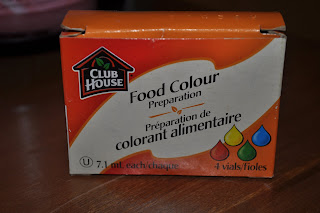 CLUB
HOUSE
Food Colour
Preparation
Préparation de
colorant alimentaire
U
7.1 mL each/chaque
4 vials/fioles